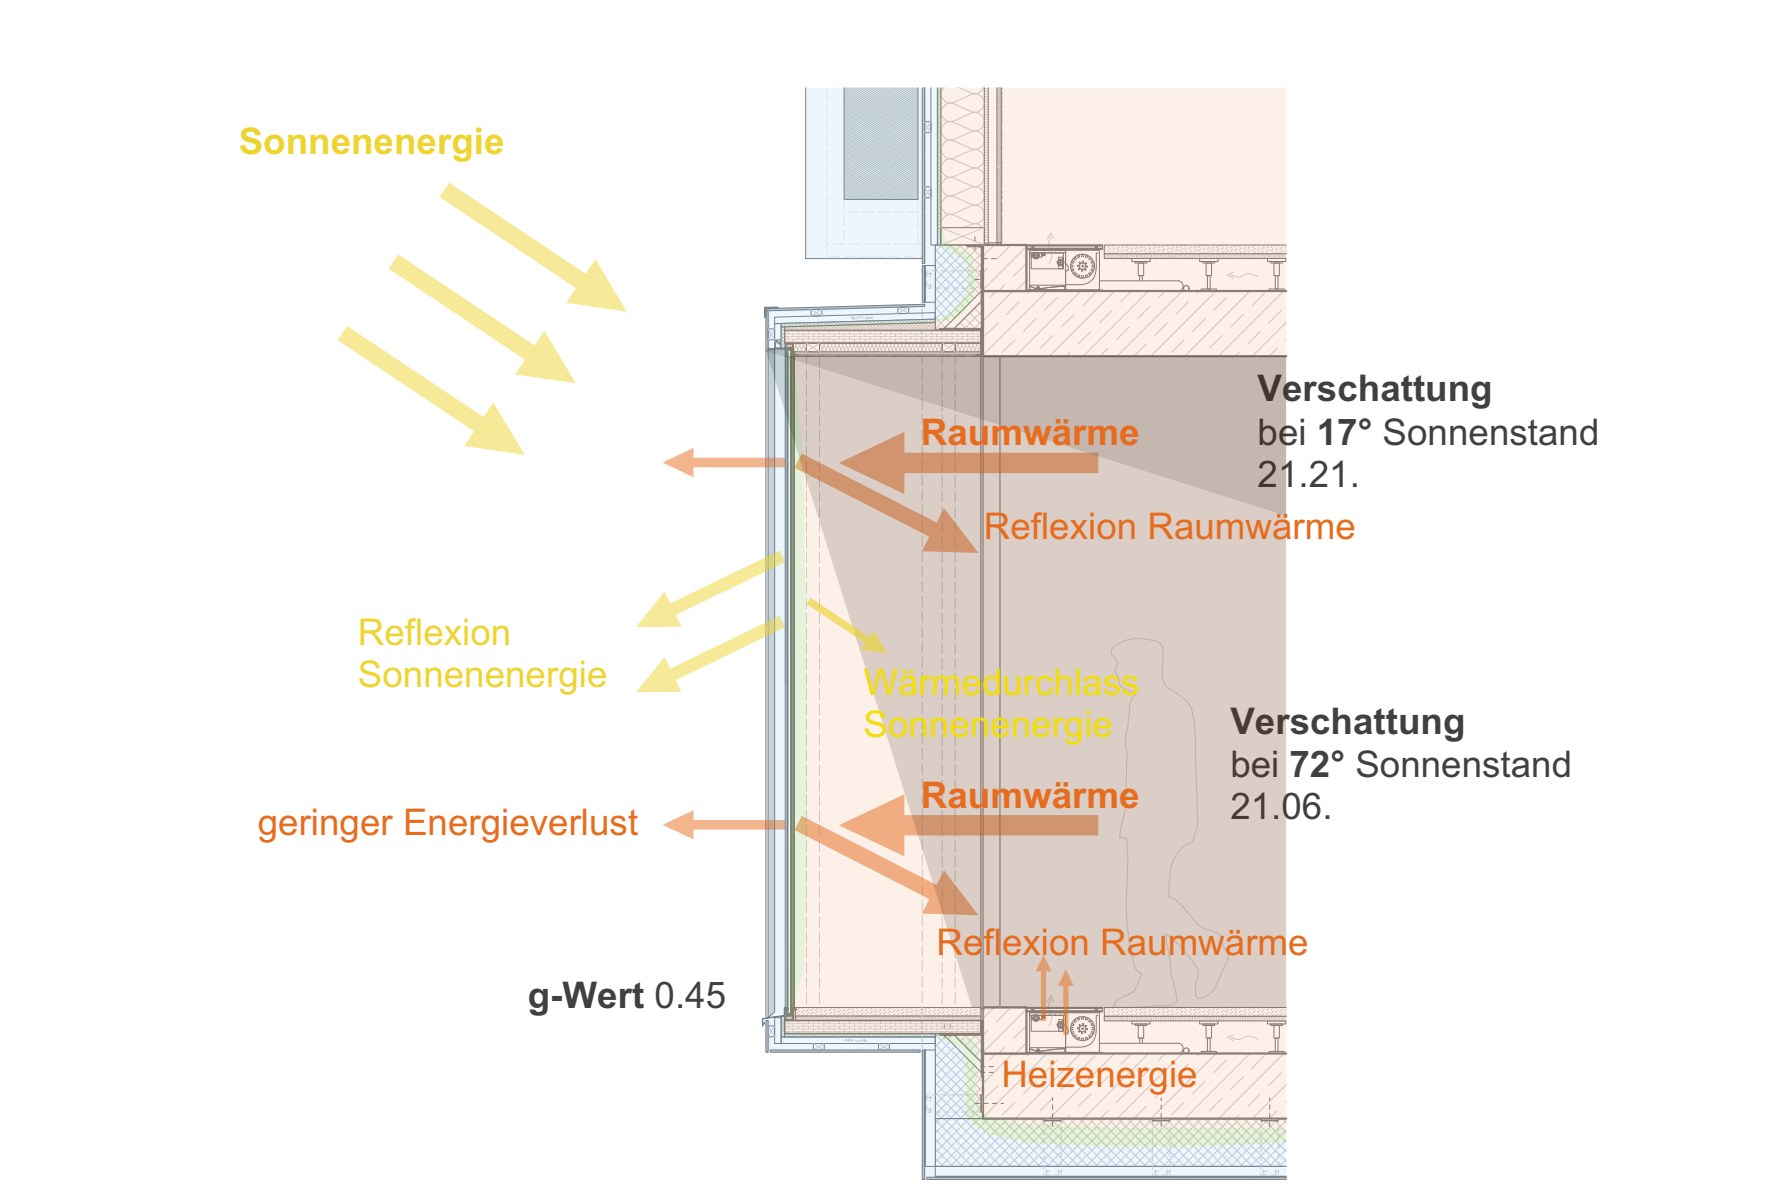 Sonnenenergie
Verschattung
bei 17° Sonnenstand
21.21.
Raumwärme
Reflexion Raumwärme
Reflexion
Sonnenenergie
Wärmedurchlass
Sonnenenergie
Verschattung
bei 72° Sonnenstand
21.06.
Raumwärme
geringer Energieverlust
Reflexion Raumwärme
g-Wert 0.45
Heizenergie